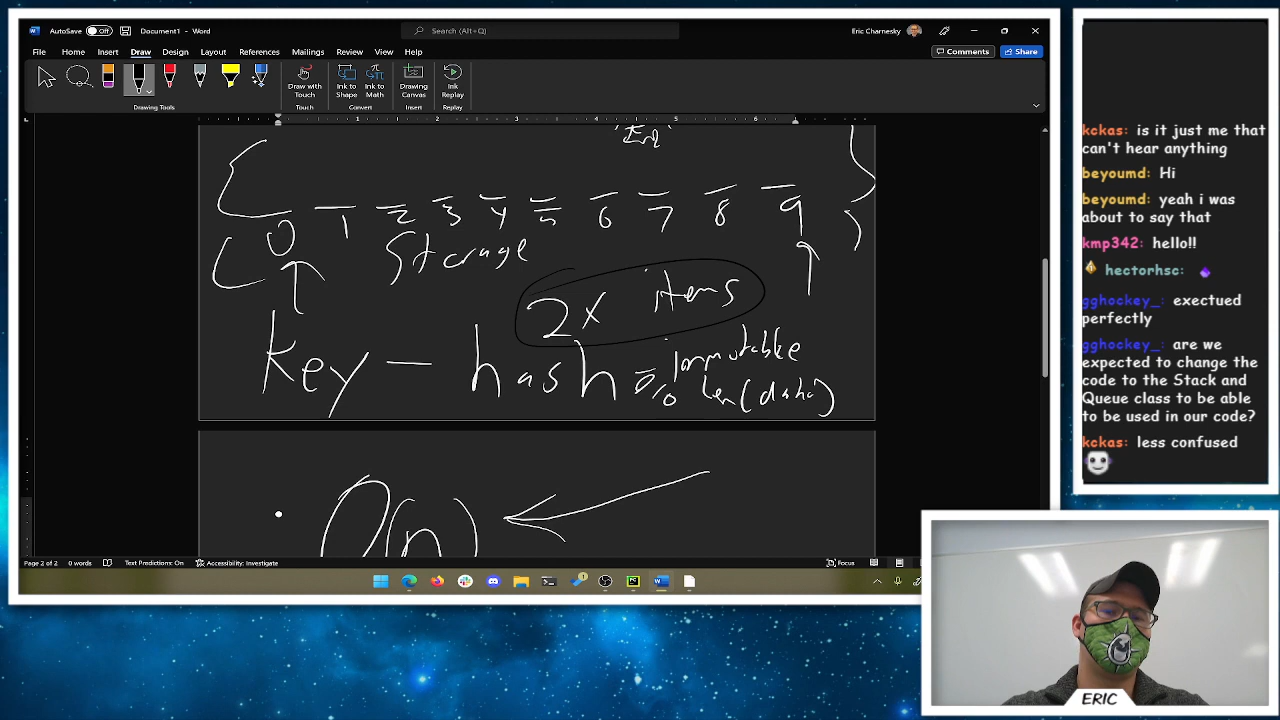 AutoSave Off Document1 - Word
Search (Alt+Q)
Eric Charnesky
File Home Insert Draw Design Layout References Mailings Review View Help
Comments Share
Drawing Tools
Draw with Touch
Touch
Ink to Shape
Ink to Math
Convert
Drawing Canvas
Insert
Ink Replay
Replay
1 2 3 4 5 6
0 1 2 3 4 5 6 7 8 9
Storage
2x items
key — hash % len(data)
immutable
O(n)
Page 2 of 2 0 words Text Predictions: On Accessibility: Investigate Focus
kckas: is it just me that
can't hear anything
beyoumd: Hi
beyoumd: yeah i was
about to say that
kmp342: hello!!
hectorhsc:
gghockey_: exectued
perfectly
gghockey_: are we
expected to change the
code to the Stack and
Queue class to be able
to be used in our code?
kckas: less confused
ERIC